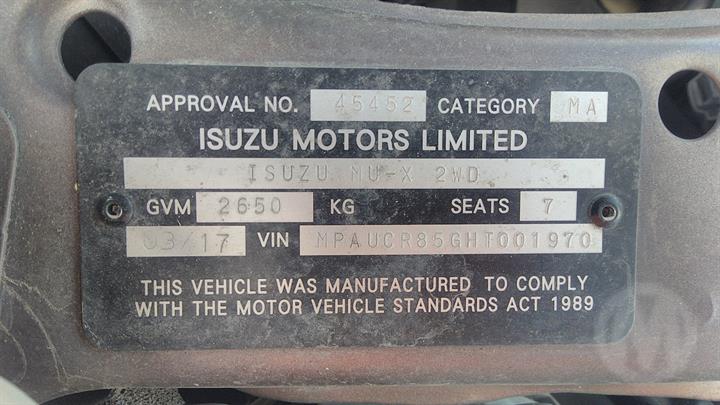 APPROVAL NO. 45452 CATEGORY MA
ISUZU MOTORS LIMITED
ISUZU MU-X 2WD
GVM 2650 KG SEATS 7
03/17 VIN MPAUCR85GHT001970
THIS VEHICLE WAS MANUFACTURED TO COMPLY
WITH THE MOTOR VEHICLE STANDARDS ACT 1989
M